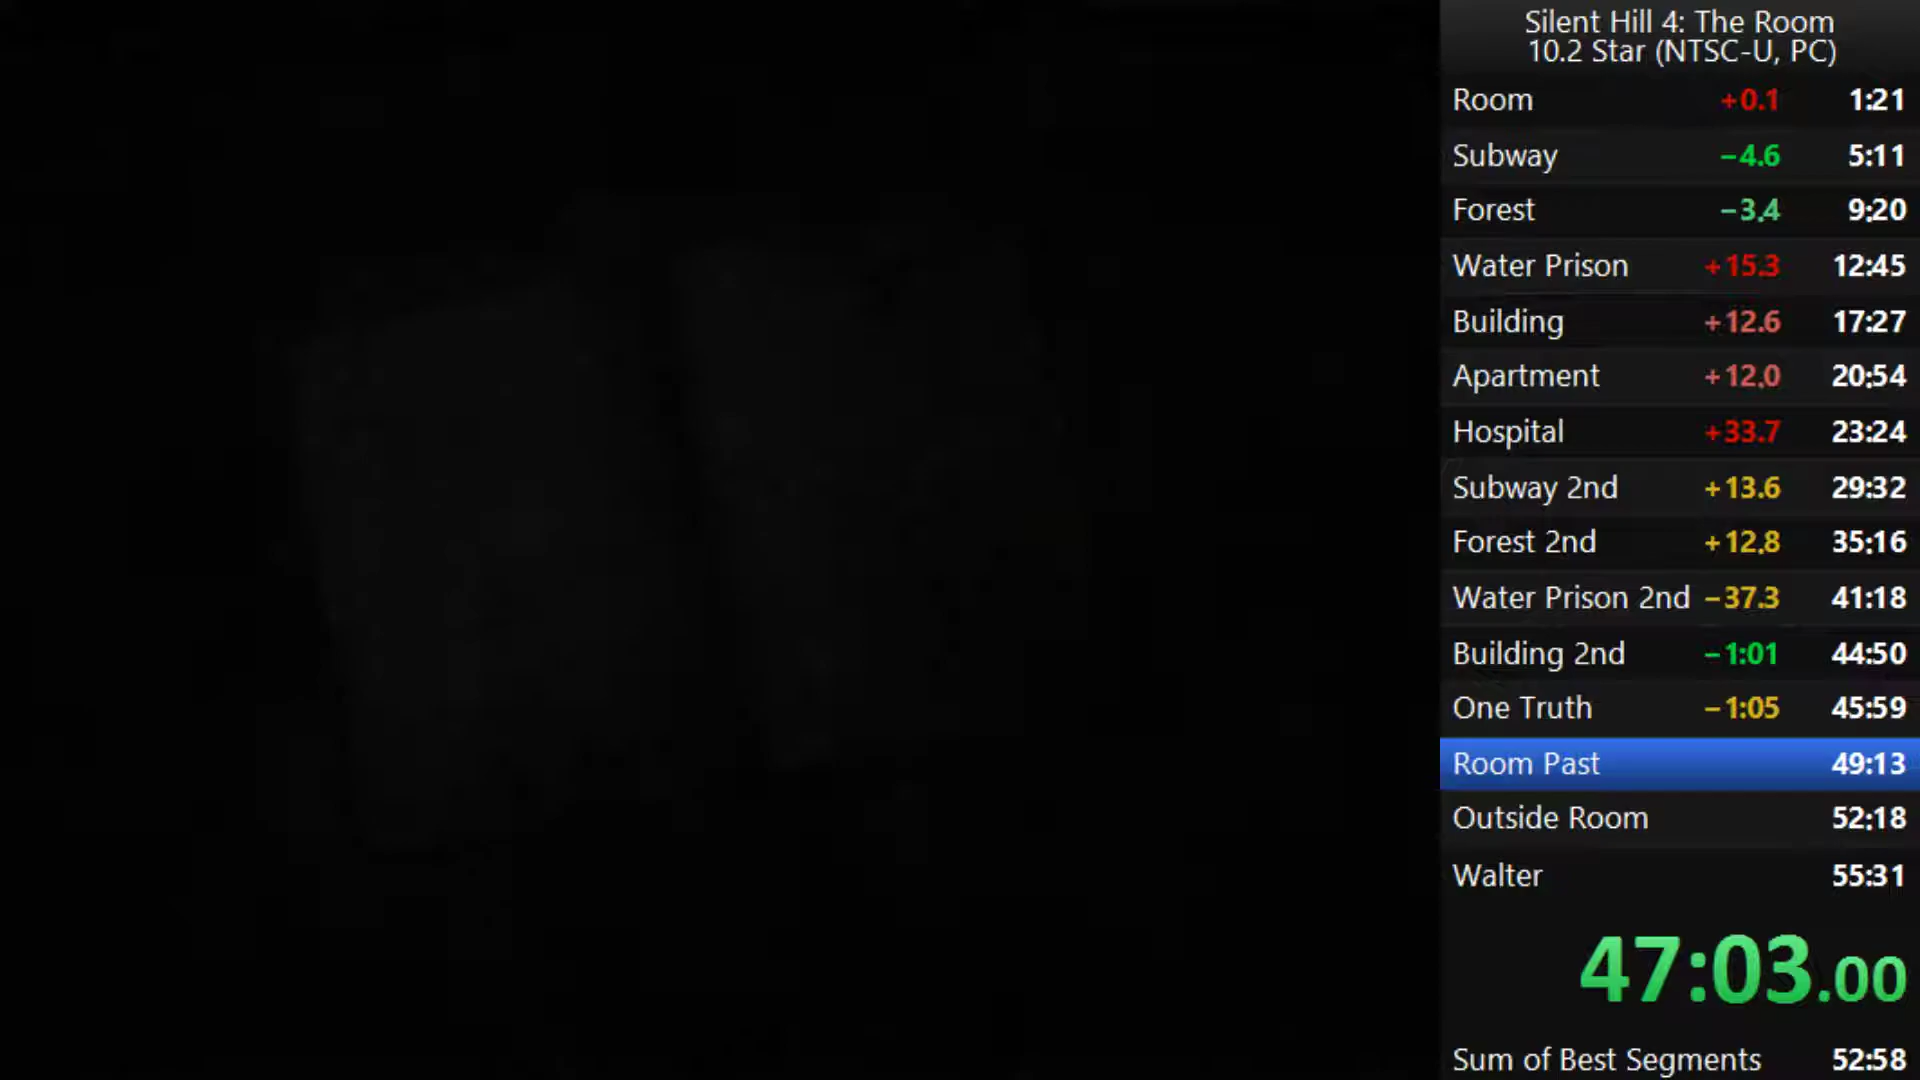 Silent Hill 4: The Room
10.2 Star (NTSC-U, PC)
Room +0.1 1:21
Subway −4.6 5:11
Forest −3.4 9:20
Water Prison +15.3 12:45
Building +12.6 17:27
Apartment +12.0 20:54
Hospital +33.7 23:24
Subway 2nd +13.6 29:32
Forest 2nd +12.8 35:16
Water Prison 2nd −37.3 41:18
Building 2nd −1:01 44:50
One Truth −1:05 45:59
Room Past 49:13
Outside Room 52:18
Walter 55:31
47:03.00
Sum of Best Segments 52:58